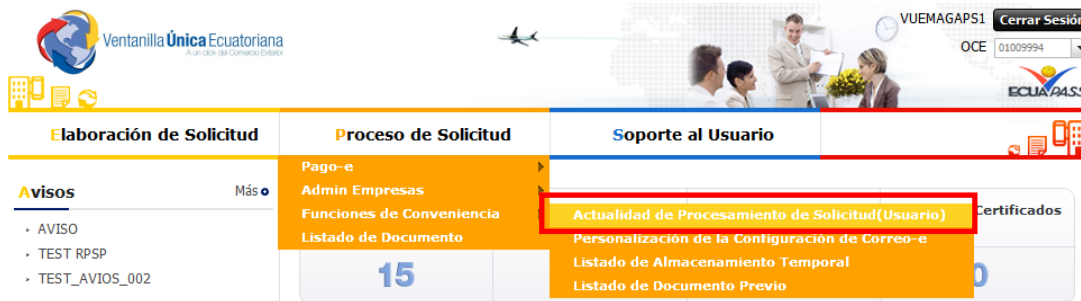 VUEMAGAPS1 Cerrar Sesión
Ventanilla Única Ecuatoriana
A un click del Comercio Exterior
OCE 01009994
ECUAPASS
Elaboración de Solicitud Proceso de Solicitud Soporte al Usuario
Pago-e
Avisos Más Admin Empresas
Funciones de Conveniencia Actualidad de Procesamiento de Solicitud(Usuario) Certificados
AVISO
Listado de Documento Personalización de la Configuración de Correo-e
TEST RPSP
Listado de Almacenamiento Temporal
TEST_AVIOS_002 15 0
Listado de Documento Previo